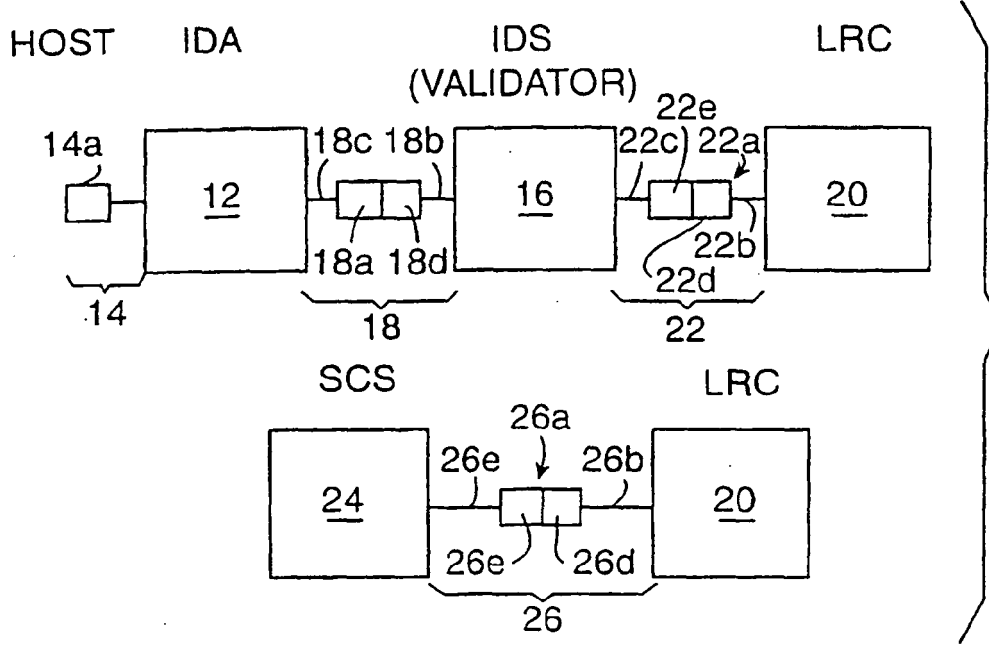 HOST IDA IDS LRC
(VALIDATOR)
14a 18c 18b 22c 22e 22a
12 16 20
18a 18d 22b
22d
14 18 22
SCS LRC
26a
26e 26b
24 20
26e 26d
26